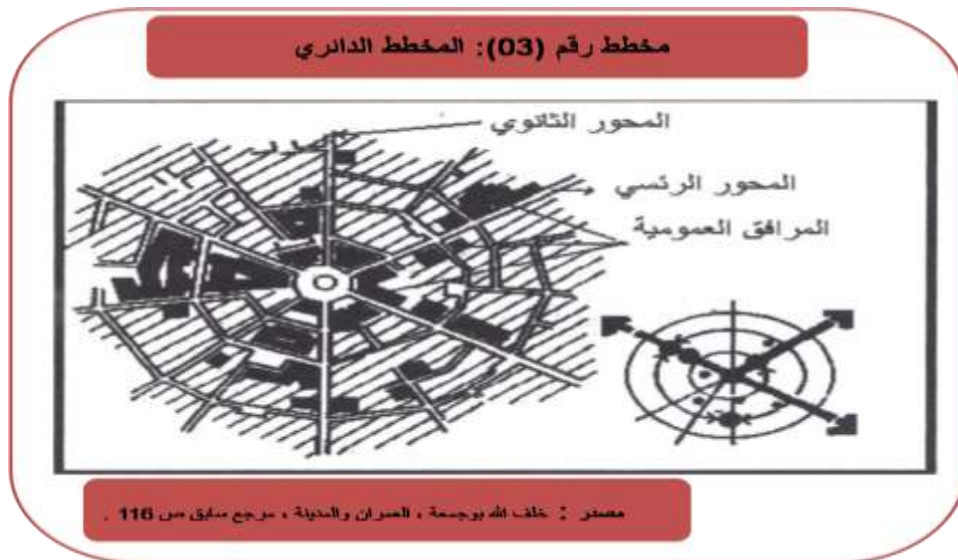 مخطط رقم (03): المخطط الدائري
المحور الثانوي
المحور الرئسي
المرافق العمومية
مصدر : خلف الله بوجمعة ، العمران والمدينة ، مرجع سابق ص 116 .